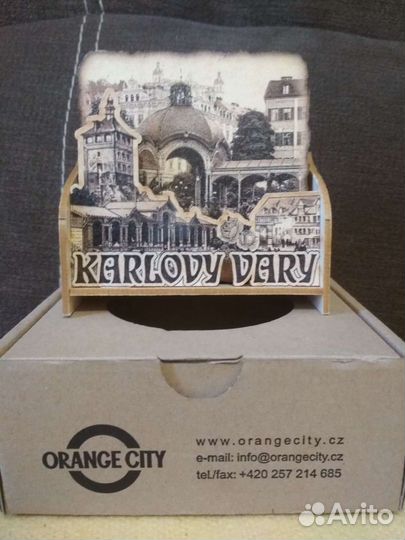 KARLOVY VARY
ORANGE CITY
www.orangecity.cz
e-mail: info@orangecity.cz
tel./fax: +420 257 214 685
Avito